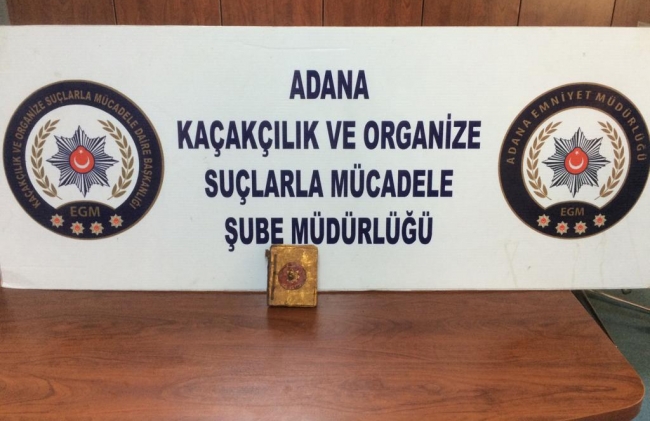 ADANA
KAÇAKÇILIK VE ORGANİZE
SUÇLARLA MÜCADELE
ŞUBE MÜDÜRLÜĞÜ
KAÇAKÇILIK VE ORGANİZE SUÇLARLA MÜCADELE DAİRE BAŞKANLIĞI
EGM
ADANA EMNİYET MÜDÜRLÜĞÜ
EGM